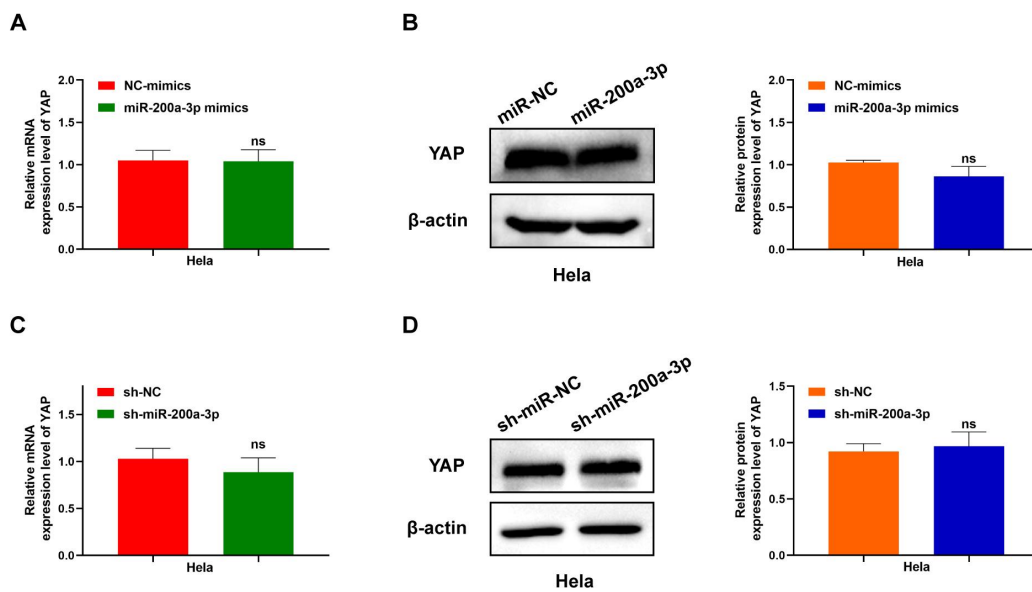 A
Relative mRNA
expression level of YAP
2.0
1.5
1.0
0.5
0.0
NC-mimics
miR-200a-3p mimics
ns
Hela
B
miR-NC
miR-200a-3p
YAP
β-actin
Hela
Relative protein
expression level of YAP
2.0
1.5
1.0
0.5
0.0
NC-mimics
miR-200a-3p mimics
ns
Hela
C
Relative mRNA
expression level of YAP
1.5
1.0
0.5
0.0
sh-NC
sh-miR-200a-3p
ns
Hela
D
sh-miR-NC
sh-miR-200a-3p
YAP
β-actin
Hela
Relative protein
expression level of YAP
1.5
1.0
0.5
0.0
sh-NC
sh-miR-200a-3p
ns
Hela